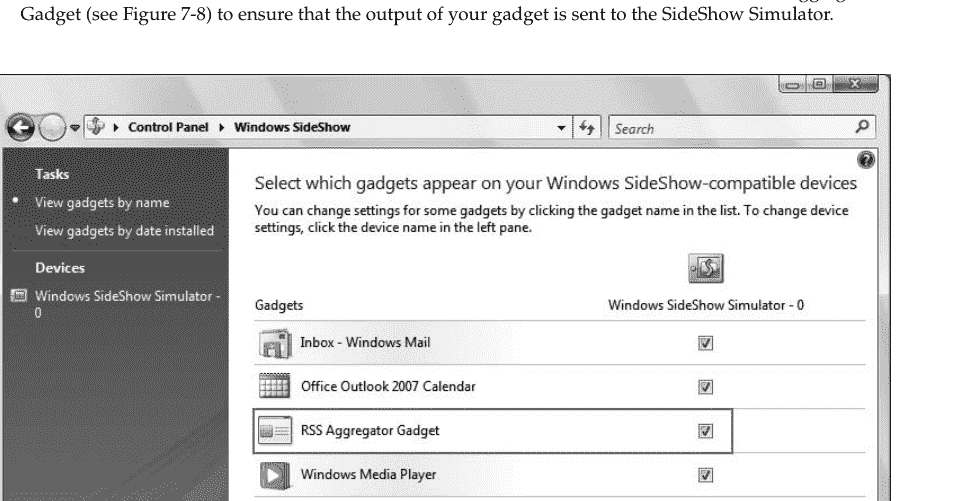 Gadget (see Figure 7-8) to ensure that the output of your gadget is sent to the SideShow Simulator.
Control Panel
Windows SideShow
Search
Tasks
View gadgets by name
View gadgets by date installed
Devices
Windows SideShow Simulator -
0
Select which gadgets appear on your Windows SideShow-compatible devices
You can change settings for some gadgets by clicking the gadget name in the list. To change device
settings, click the device name in the left pane.
Gadgets
Windows SideShow Simulator - 0
Inbox - Windows Mail
Office Outlook 2007 Calendar
RSS Aggregator Gadget
Windows Media Player